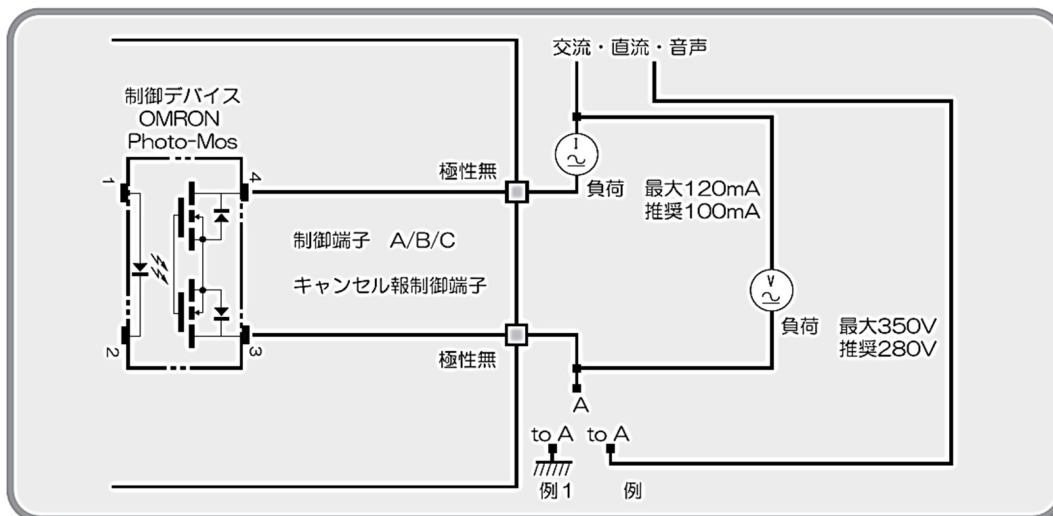 交流・直流・音声
制御デバイス
OMRON
Photo-Mos
1
4
2
3
極性無
I
負荷
最大120mA
推奨100mA
制御端子 A/B/C
キャンセル報制御端子
V
負荷
最大350V
推奨280V
極性無
A
to A
to A
例1
例